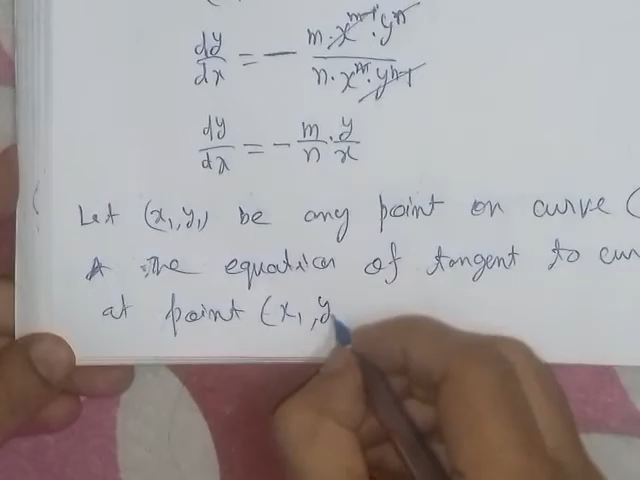 dy/dx = - m·x^{m-1}·y^n / n·x^m·y^{n-1}
dy/dx = - m/n · y/x
Let (x₁, y₁) be any point on curve (
the equation of tangent to cu
at point (x₁, y